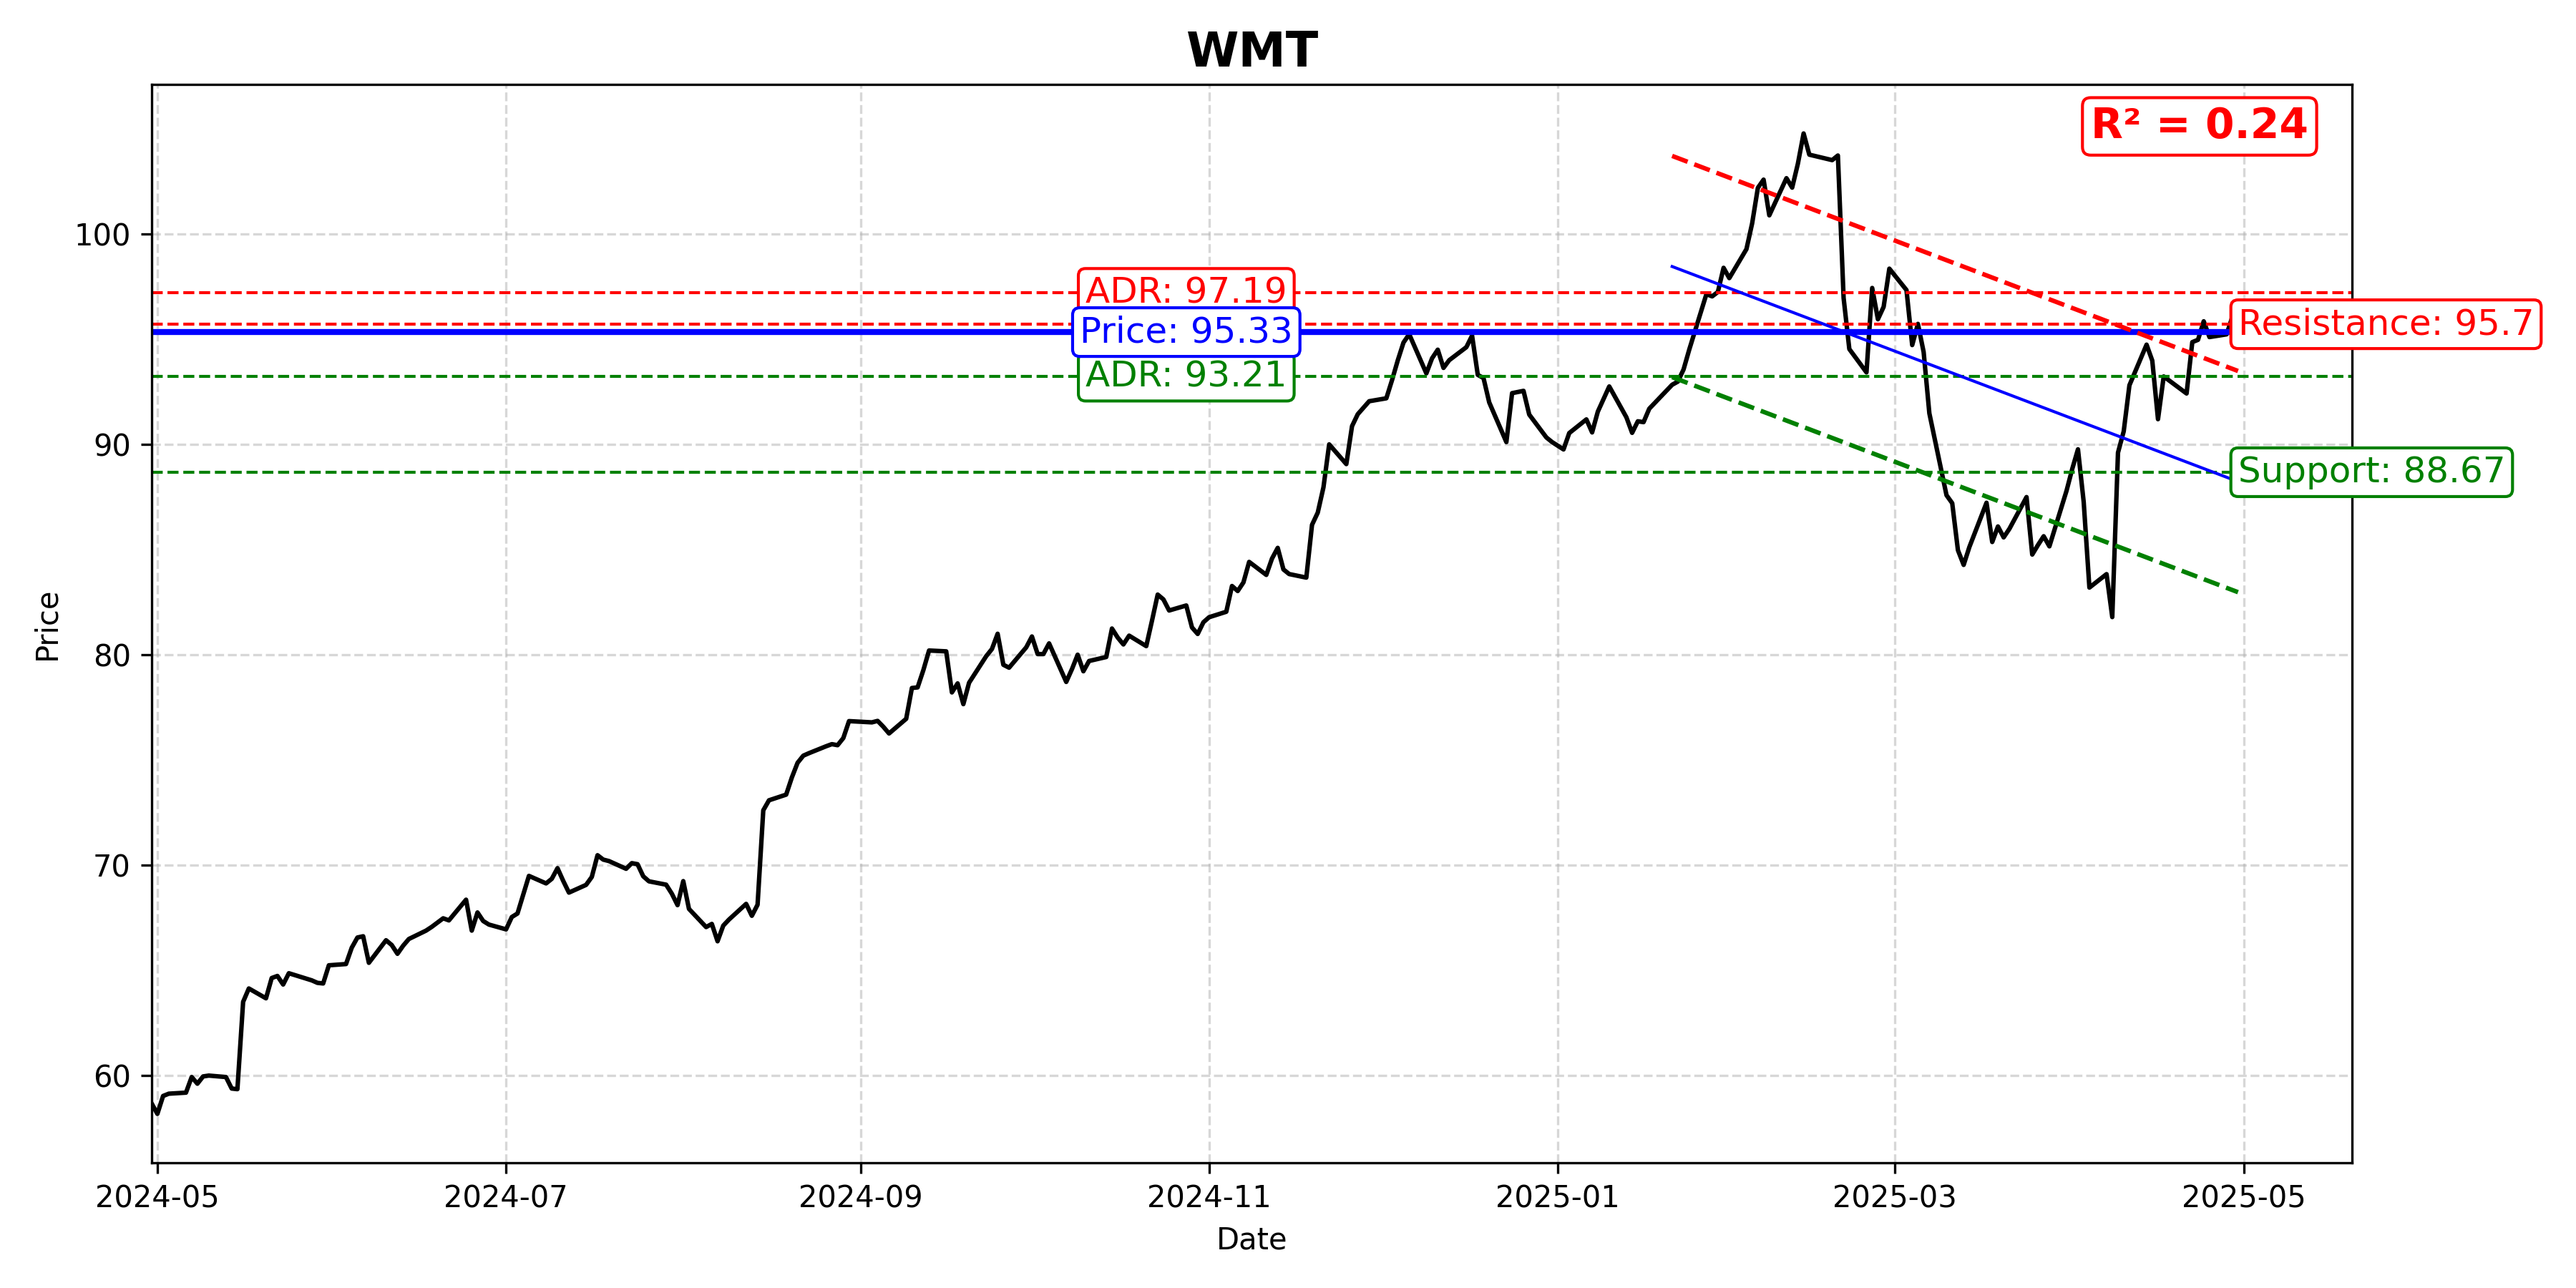 WMT
R² = 0.24
100
90
80
70
60
Price
ADR: 97.19
Price: 95.33
ADR: 93.21
Resistance: 95.7
Support: 88.67
2024-05
2024-07
2024-09
2024-11
2025-01
2025-03
2025-05
Date